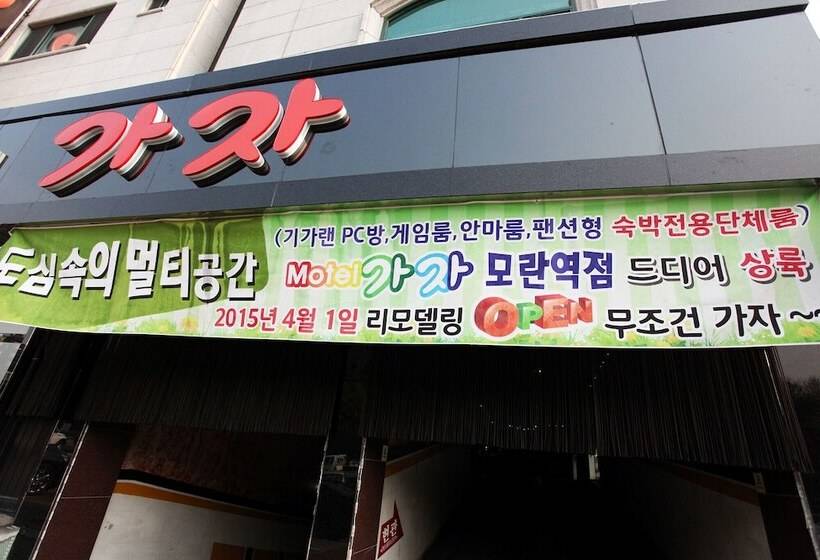 가자
(기가랜 PC방,게임룸,안마룸,팬션형 숙박전용단체룸)
도심속의 멀티공간 Motel 가자 모란역점 드디어 상륙
2015년 4월 1일 리모델링 OPEN 무조건 가자 ~~
현관